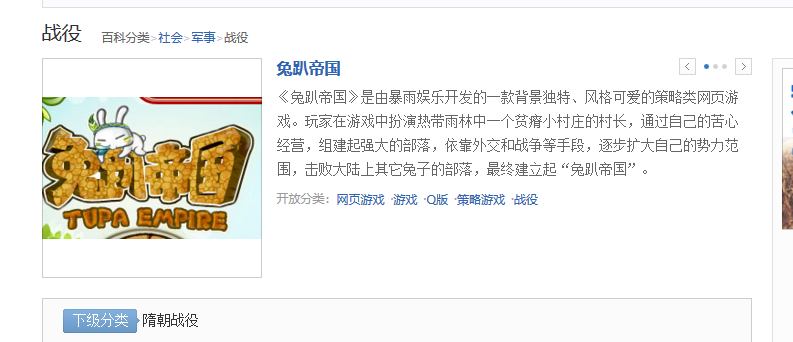 战役 百科分类>社会>军事>战役
兔趴帝国
《兔趴帝国》是由暴雨娱乐开发的一款背景独特、风格可爱的策略类网页游
戏。玩家在游戏中扮演热带雨林中一个贫瘠小村庄的村长，通过自己的苦心
经营，组建起强大的部落，依靠外交和战争等手段，逐步扩大自己的势力范
围，击败大陆上其它兔子的部落，最终建立起“兔趴帝国”。
开放分类：网页游戏 ·游戏 ·Q版 ·策略游戏 ·战役
兔趴帝国
TUPA EMPIRE
下级分类 隋朝战役